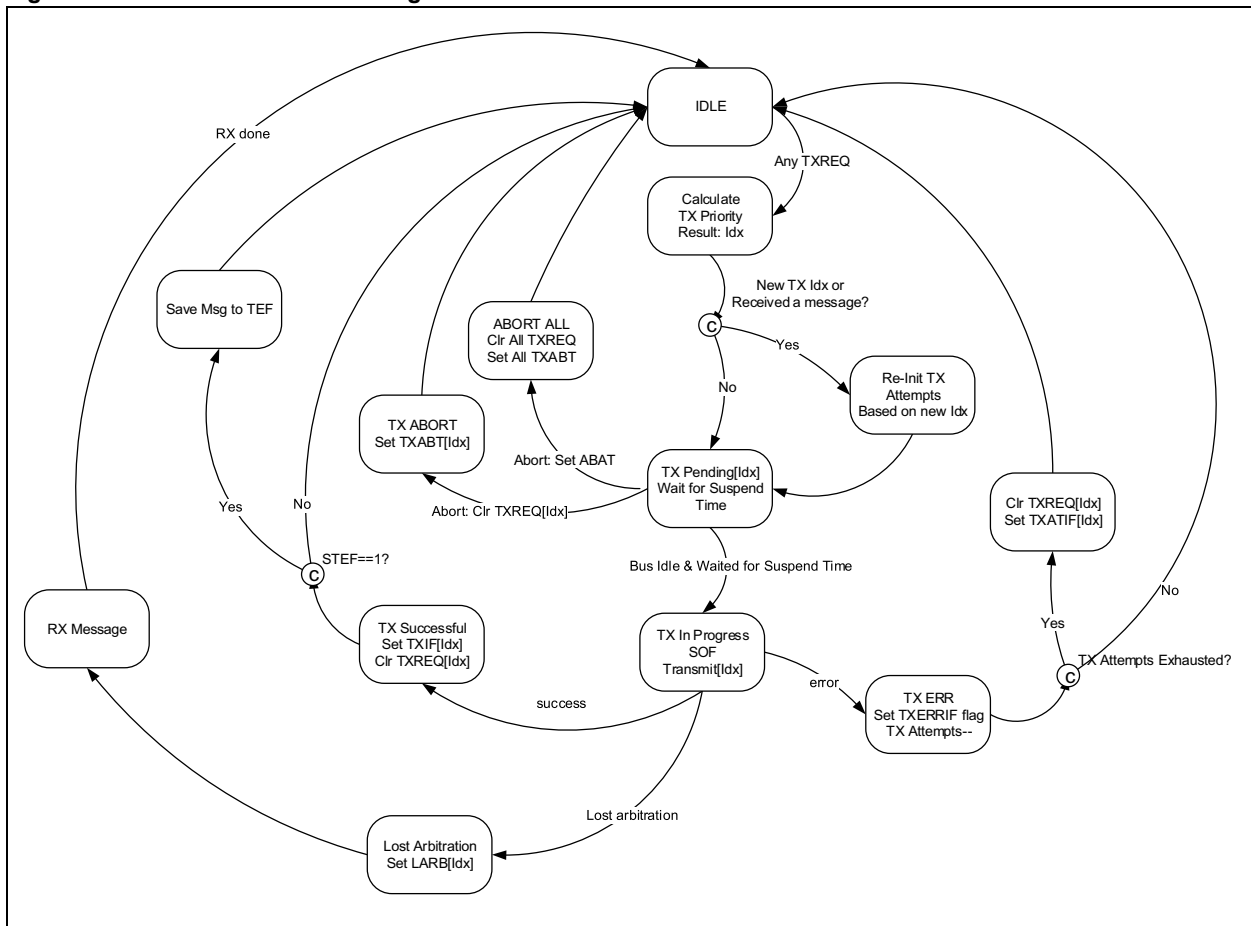 RX done
IDLE
Any TXREQ
Calculate
TX Priority
Result: Idx
New TX Idx or
Received a message?
C
Yes
No
Save Msg to TEF
ABORT ALL
Clr All TXREQ
Set All TXABT
Re-Init TX
Attempts
Based on new Idx
TX ABORT
Set TXABT[Idx]
Abort: Set ABAT
Abort: Clr TXREQ[Idx]
TX Pending[Idx]
Wait for Suspend
Time
Clr TXREQ[Idx]
Set TXATIF[Idx]
Yes
No
STEF==1?
C
Bus Idle & Waited for Suspend Time
No
Yes
RX Message
TX Successful
Set TXIF[Idx]
Clr TXREQ[Idx]
TX In Progress
SOF
Transmit[Idx]
TX Attempts Exhausted?
C
error
TX ERR
Set TXERRIF flag
TX Attempts--
success
Lost arbitration
Lost Arbitration
Set LARB[Idx]